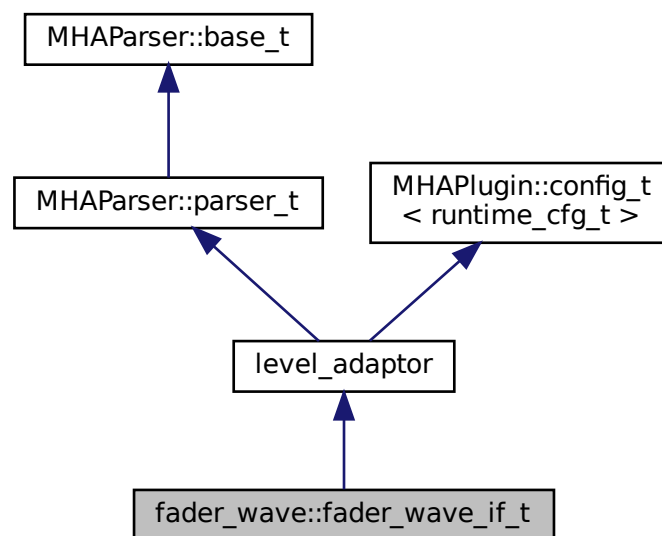 MHAParser::base_t
MHAParser::parser_t
MHAPlugin::config_t
< runtime_cfg_t >
level_adaptor
fader_wave::fader_wave_if_t